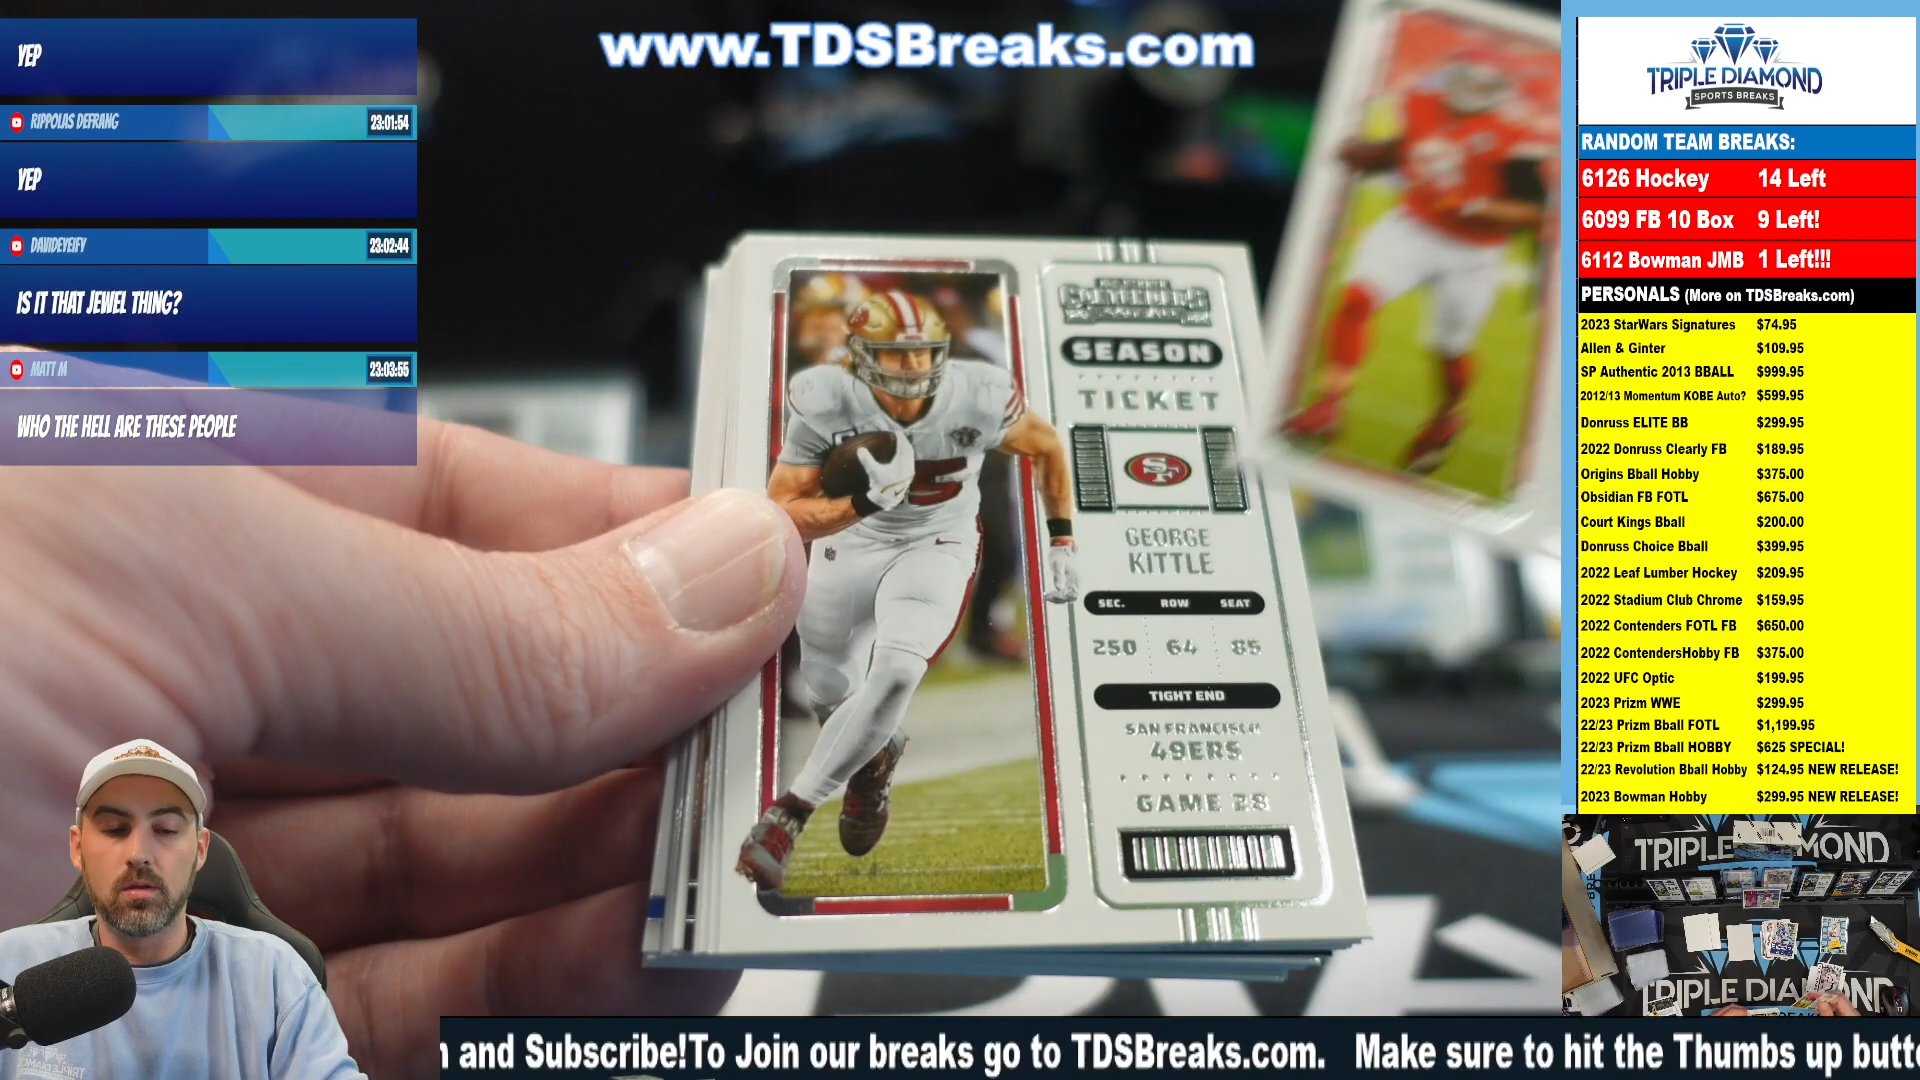 YEP
RIPPOLAS DEFRANG 23:01:54
YEP
DAVIDEYEIFY 23:02:44
IS IT THAT JEWEL THING?
MATT M 23:03:55
WHO THE HELL ARE THESE PEOPLE
www.TDSBreaks.com
CONTENDERS
SEASON
TICKET
SF
GEORGE
KITTLE
SEC. ROW SEAT
250 64 85
TIGHT END
SAN FRANCISCO
49ERS
GAME 28
TRIPLE DIAMOND
SPORTS BREAKS
RANDOM TEAM BREAKS:
6126 Hockey 14 Left
6099 FB 10 Box 9 Left!
6112 Bowman JMB 1 Left!!!
PERSONALS (More on TDSBreaks.com)
2023 StarWars Signatures $74.95
Allen & Ginter $109.95
SP Authentic 2013 BBALL $999.95
2012/13 Momentum KOBE Auto? $599.95
Donruss ELITE BB $299.95
2022 Donruss Clearly FB $189.95
Origins Bball Hobby $375.00
Obsidian FB FOTL $675.00
Court Kings Bball $200.00
Donruss Choice Bball $399.95
2022 Leaf Lumber Hockey $209.95
2022 Stadium Club Chrome $159.95
2022 Contenders FOTL FB $650.00
2022 ContendersHobby FB $375.00
2022 UFC Optic $199.95
2023 Prizm WWE $299.95
22/23 Prizm Bball FOTL $1,199.95
22/23 Prizm Bball HOBBY $625 SPECIAL!
22/23 Revolution Bball Hobby $124.95 NEW RELEASE!
2023 Bowman Hobby $299.95 NEW RELEASE!
TRIPLE MOND
TRIPLE DIA ND
and Subscribe!To Join our breaks go to TDSBreaks.com. Make sure to hit the Thumbs up butt